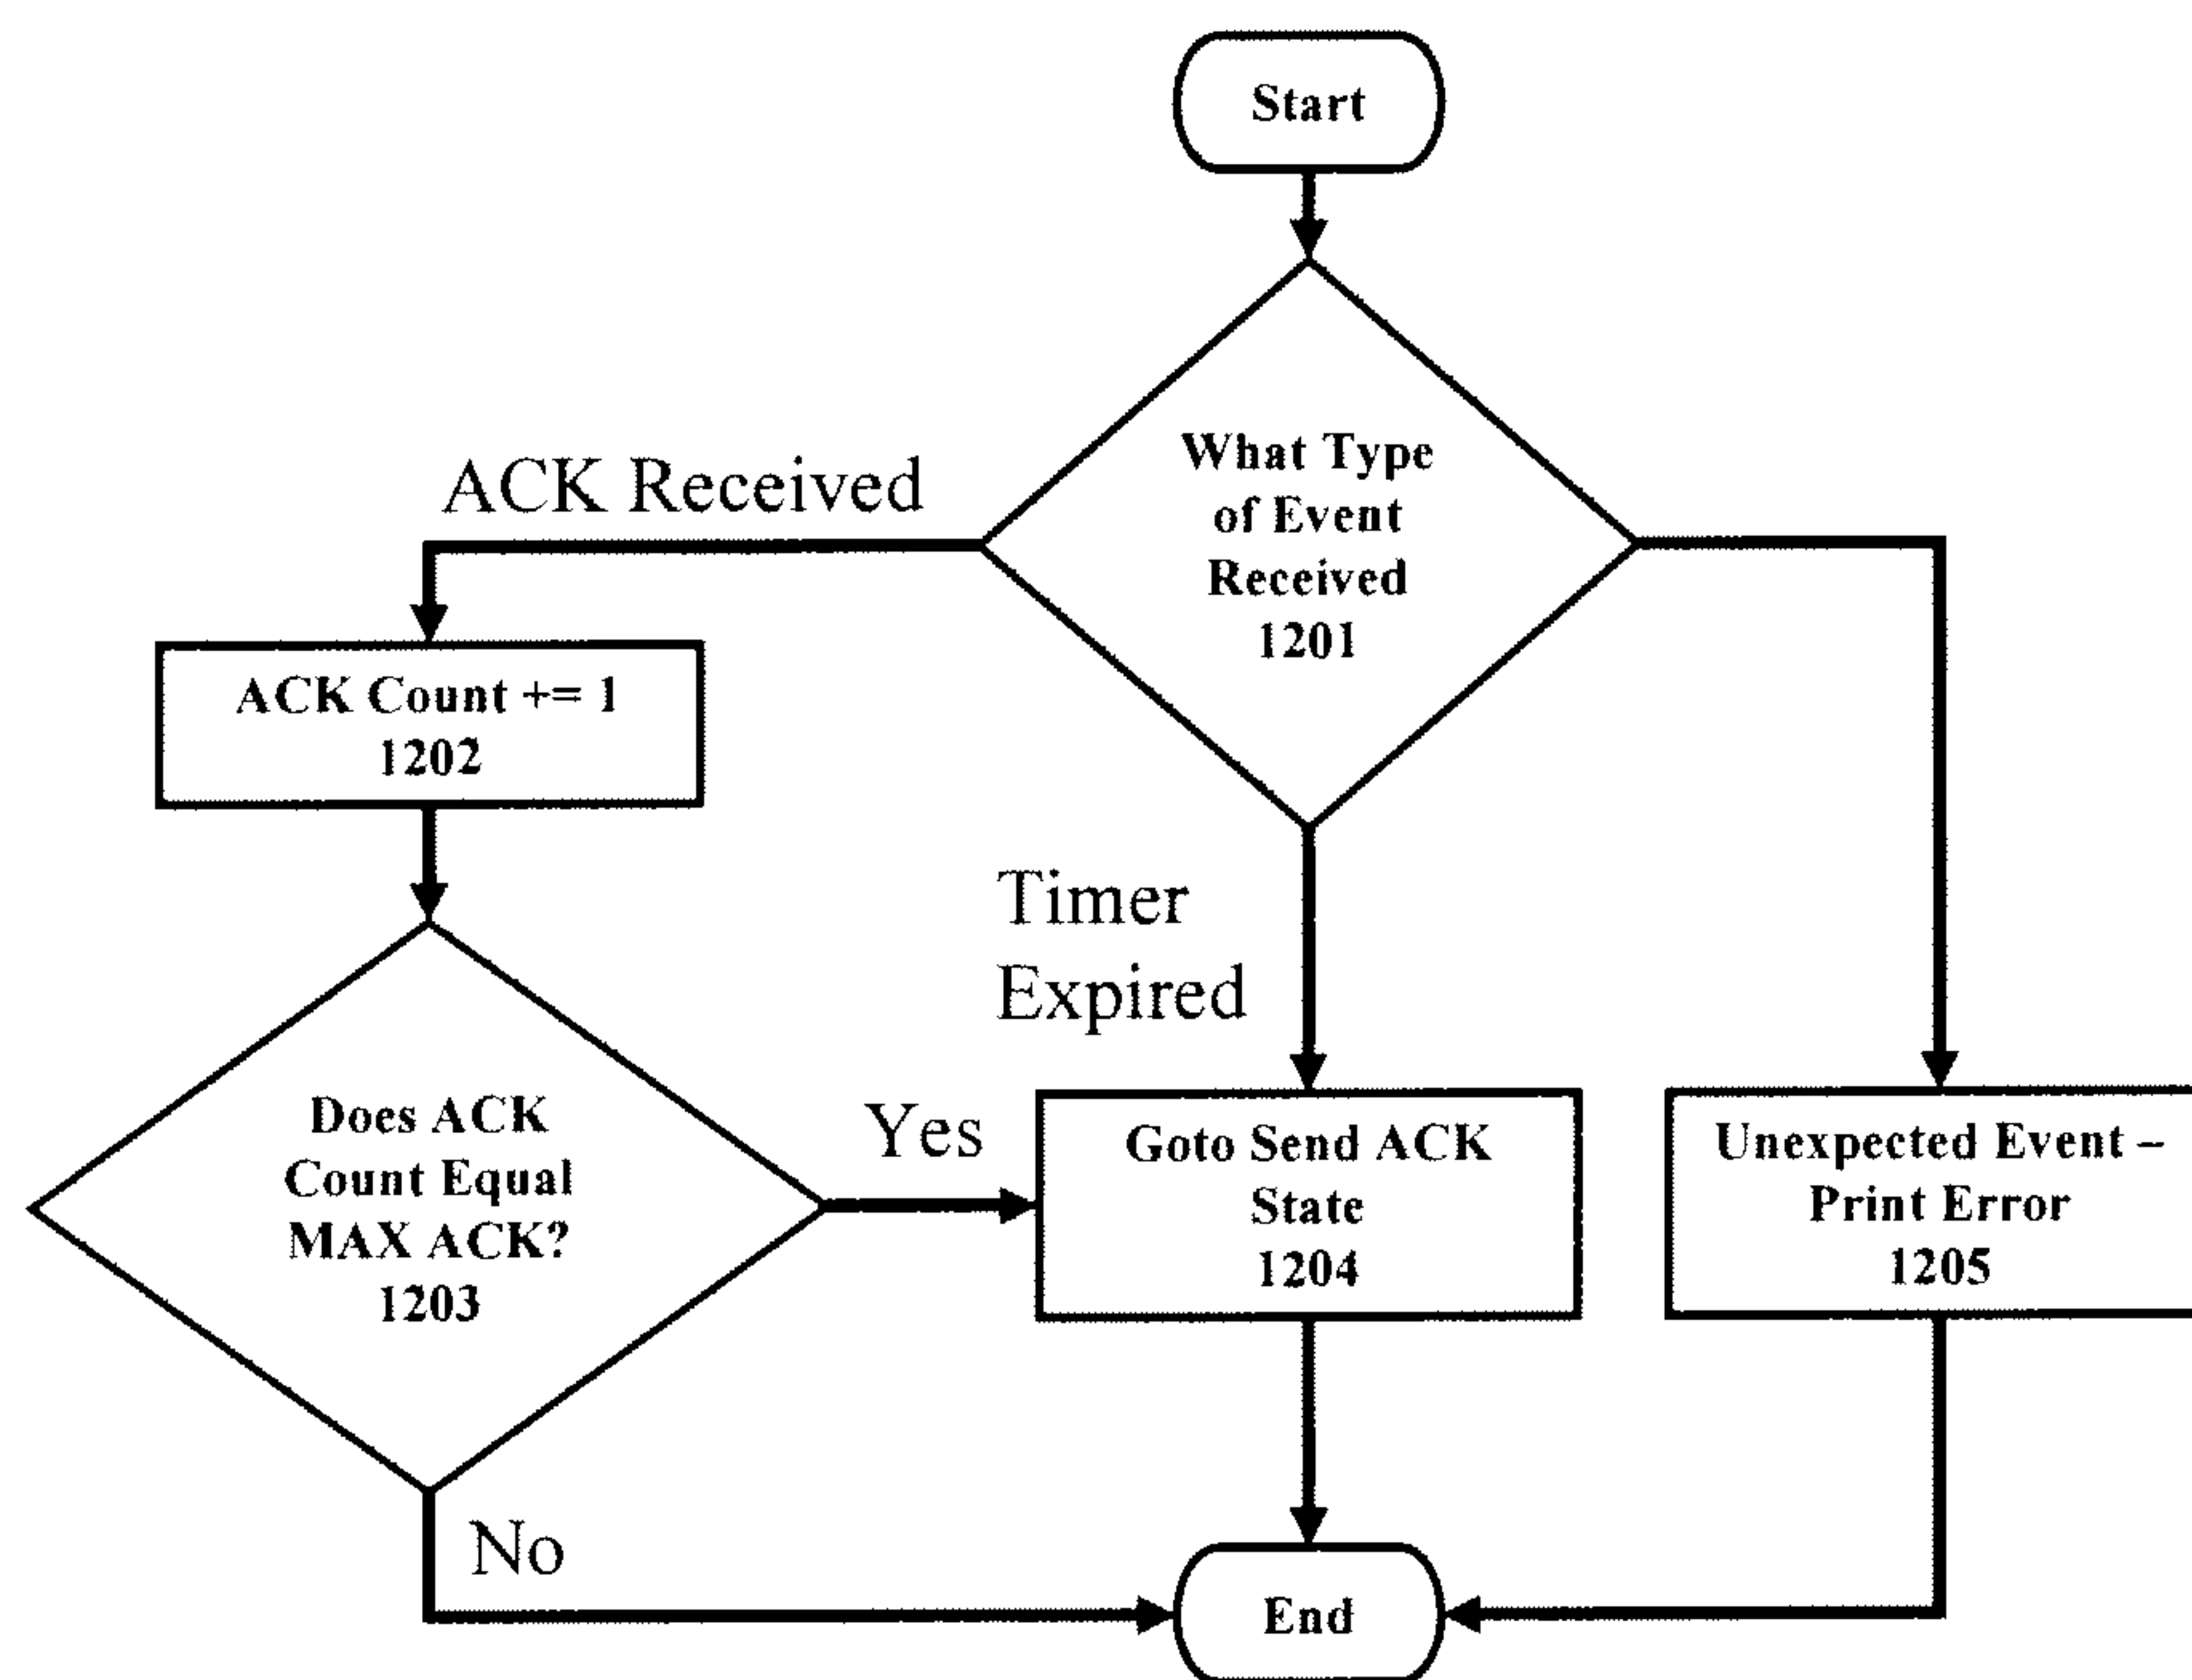 Start
What Type
of Event
Received
1201
ACK Received
ACK Count += 1
1202
Timer
Expired
Does ACK
Count Equal
MAX ACK?
1203
Yes
Goto Send ACK
State
1204
Unexpected Event –
Print Error
1205
No
End